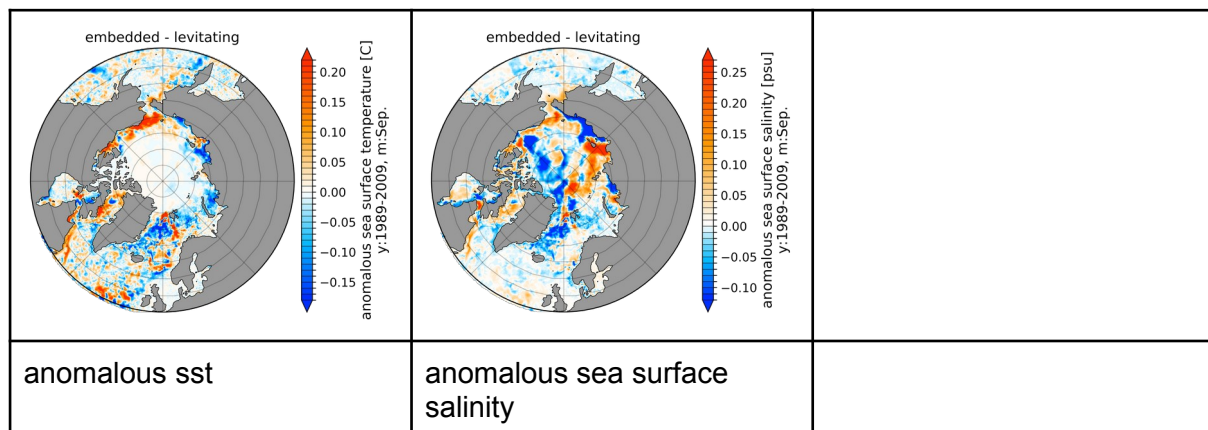 embedded - levitating
0.20
0.15
0.10
0.05
0.00
−0.05
−0.10
−0.15
anomalous sea surface temperature [C]
y:1989-2009, m:Sep.
embedded - levitating
0.25
0.20
0.15
0.10
0.05
0.00
−0.05
−0.10
anomalous sea surface salinity [psu]
y:1989-2009, m:Sep.
anomalous sst
anomalous sea surface
salinity